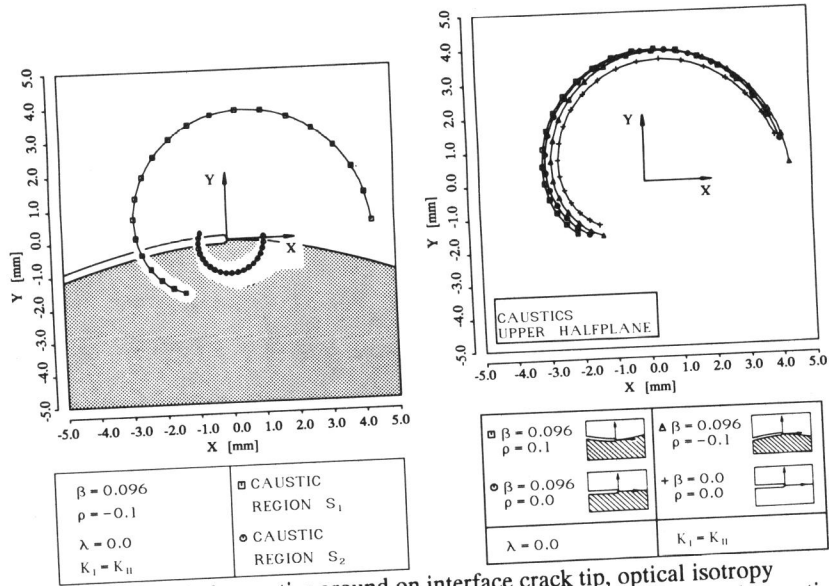 5.0
4.0
3.0
2.0
1.0
0.0
-1.0
-2.0
-3.0
-4.0
-5.0
Y [mm]
Y
X
-5.0 -4.0 -3.0 -2.0 -1.0 0.0 1.0 2.0 3.0 4.0 5.0
X [mm]
β = 0.096
ρ = -0.1
λ = 0.0
K_I = K_II
CAUSTIC
REGION S_1
CAUSTIC
REGION S_2
5.0
4.0
3.0
2.0
1.0
0.0
-1.0
-2.0
-3.0
-4.0
-5.0
Y [mm]
Y
X
CAUSTICS
UPPER HALFPLANE
-5.0 -4.0 -3.0 -2.0 -1.0 0.0 1.0 2.0 3.0 4.0 5.0
X [mm]
β = 0.096
ρ = 0.1
β = 0.096
ρ = -0.1
β = 0.096
ρ = 0.0
+ β = 0.0
ρ = 0.0
λ = 0.0
K_I = K_II
around on interface crack tip, optical isotropy